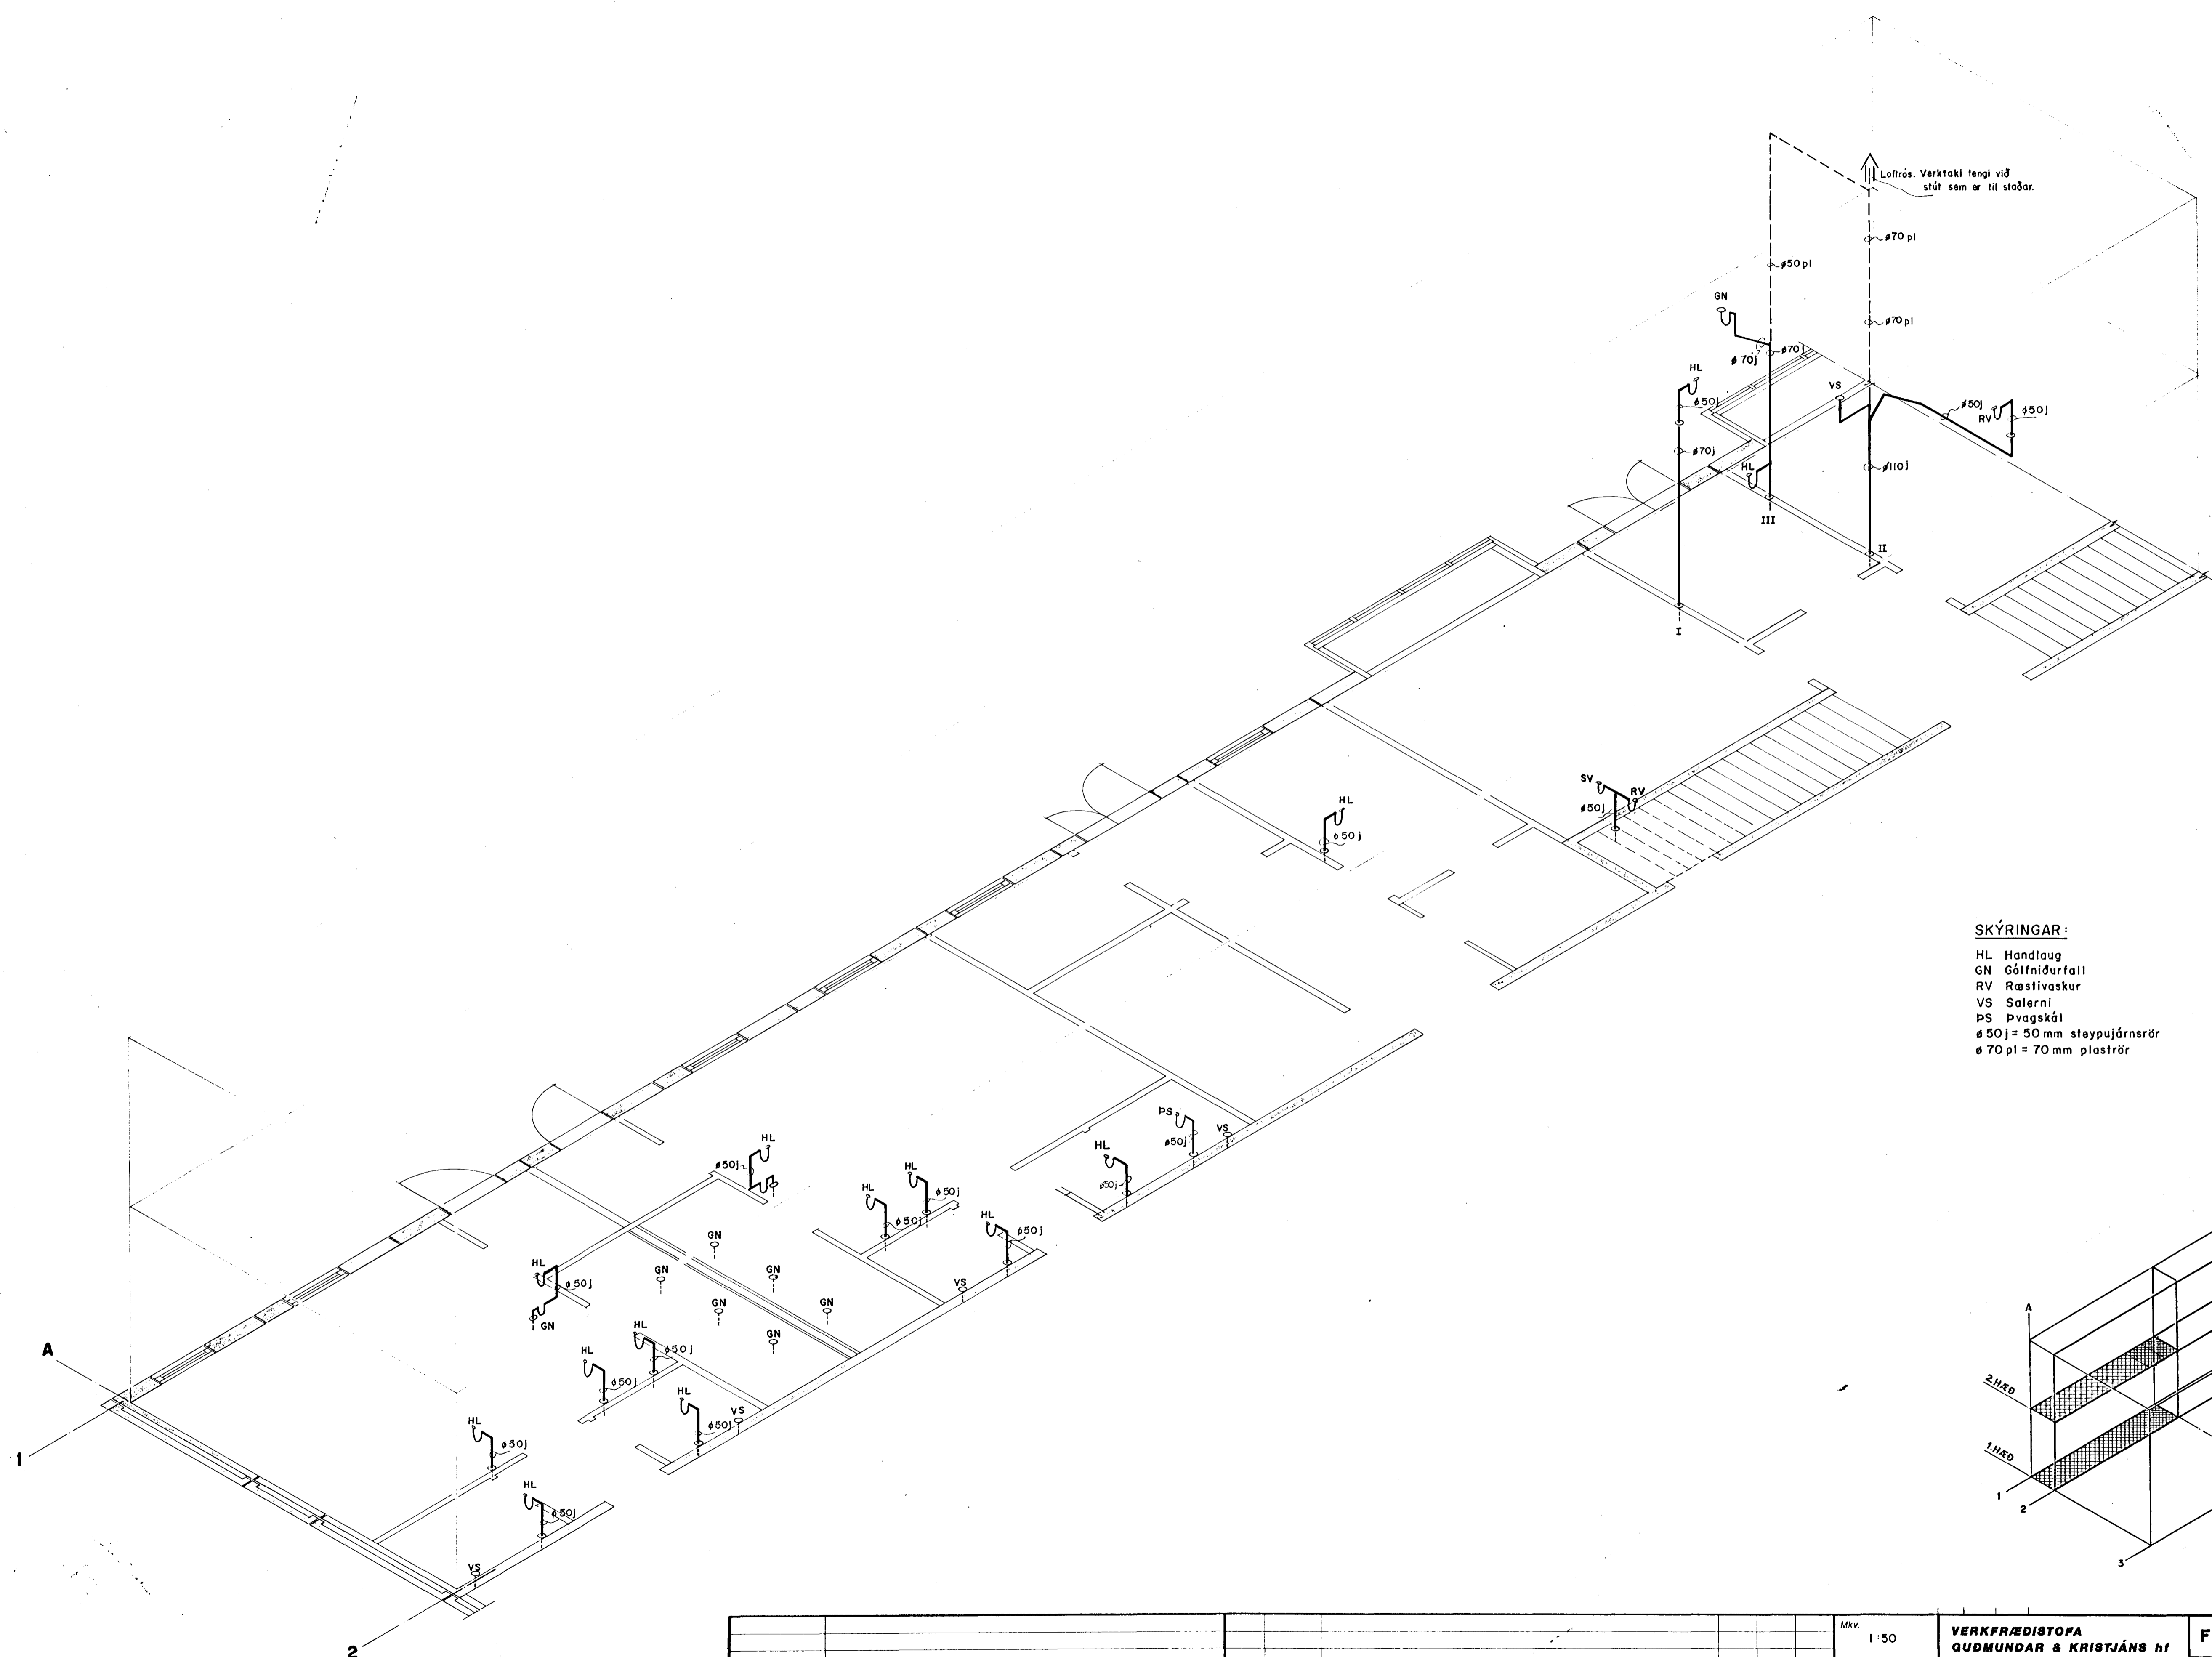 Loftrás. Verktaki tengi við
stút sem er til staðar.
ø70 pl
ø50 pl
GN
ø70 pl
ø70j
ø70j
HL
VS
ø50j
ø50j
RV
ø50j
ø70j
HL
ø110j
III
II
I
SV
RV
ø50j
HL
ø50j
SKÝRINGAR:
HL Handlaug
GN Gólfniðurfall
RV Ræstivaskur
VS Salerni
ÞS Þvagskál
ø50j = 50 mm steypujárnsrör
ø70 pl = 70 mm plaströr
ÞS
VS
ø50j
HL
ø50j
HL
ø50j
HL
HL
ø50j
ø50j
HL
ø50j
GN
HL
GN
GN
ø50j
VS
GN
GN
GN
GN
HL
ø50j
HL
ø50j
HL
VS
ø50j
HL
ø50j
HL
ø50j
VS
A
1
2
A
2.HÆÐ
1.HÆÐ
1
2
3
Mkv.
1:50
VERKFRÆÐISTOFA
GUÐMUNDAR & KRISTJÁNS hf
F